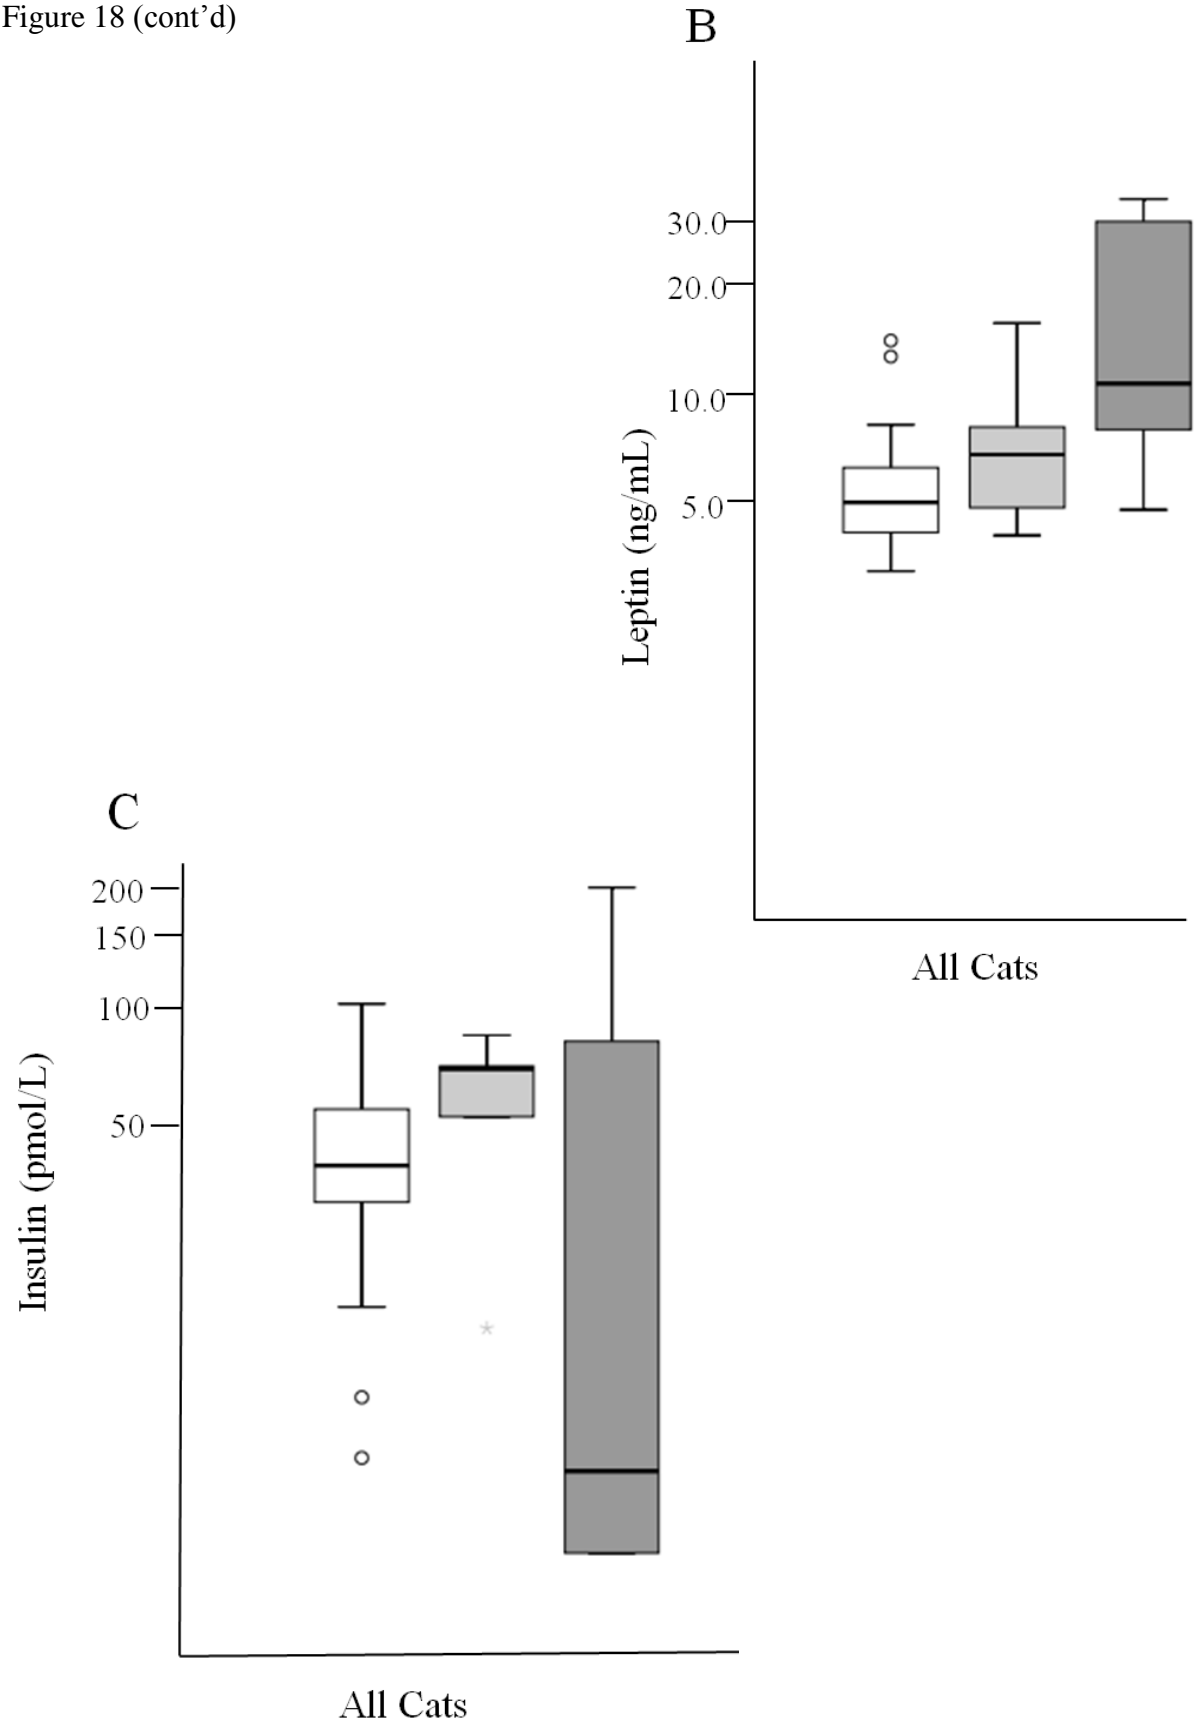 Figure 18 (cont’d)
B
30.0
20.0
10.0
5.0
Leptin (ng/mL)
All Cats
C
200
150
100
50
Insulin (pmol/L)
All Cats